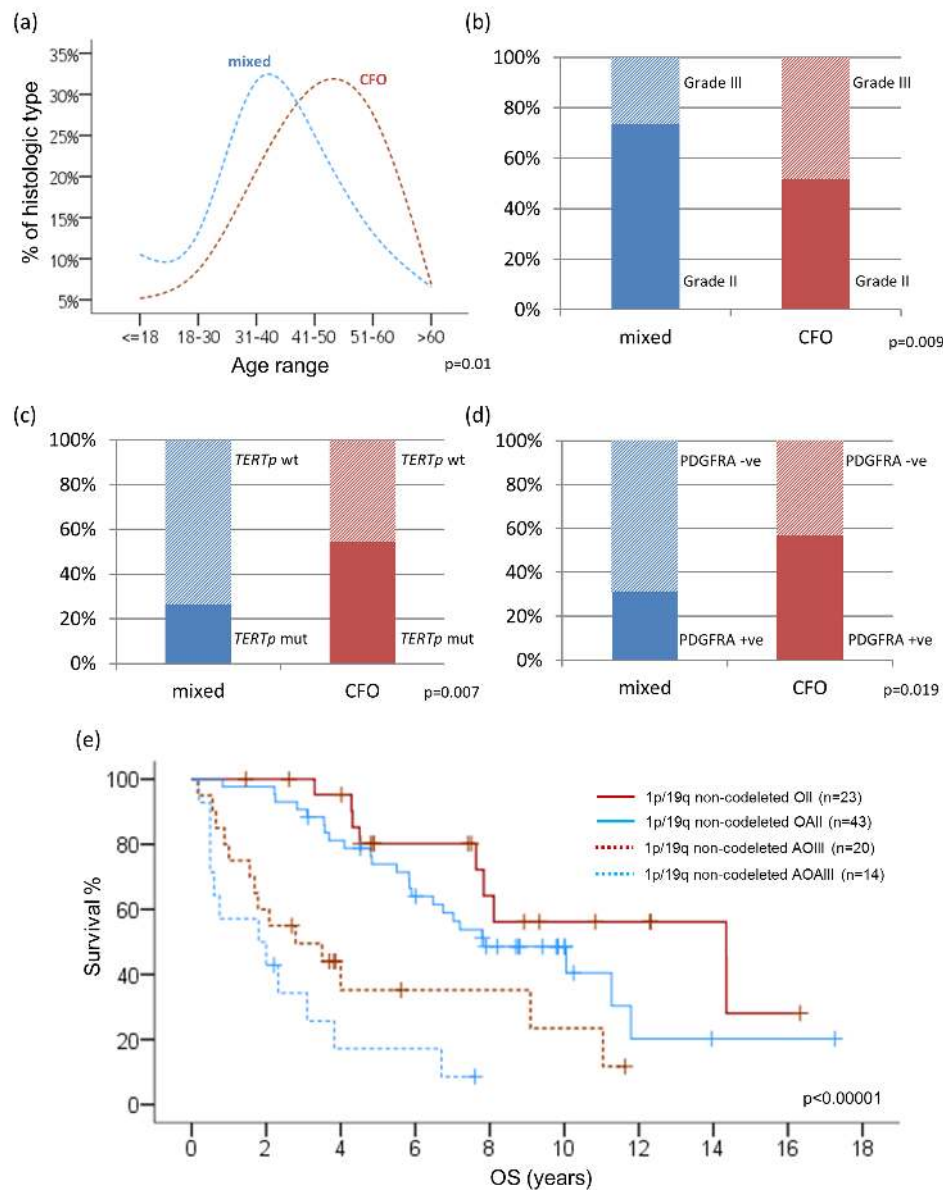 (a)
mixed
CFO
35%
30%
20%
15%
10%
5%
% of histologic type
<=18 18-30 31-40 41-50 51-60 >60
Age range
p=0.01
(b)
100%
80%
60%
40%
20%
0%
Grade III
Grade III
Grade II
Grade II
mixed
CFO
p=0.009
(c)
100%
80%
60%
40%
20%
0%
TERTp wt
TERTp wt
TERTp mut
TERTp mut
mixed
CFO
p=0.007
(d)
100%
80%
60%
40%
20%
0%
PDGFRA -ve
PDGFRA -ve
PDGFRA +ve
PDGFRA +ve
mixed
CFO
p=0.019
(e)
100
80
60
40
20
0
Survival %
1p/19q non-codeleted OII (n=23)
1p/19q non-codeleted OAII (n=43)
1p/19q non-codeleted AOIII (n=20)
1p/19q non-codeleted AOAIII (n=14)
p<0.00001
0 2 4 6 8 10 12 14 16 18
OS (years)